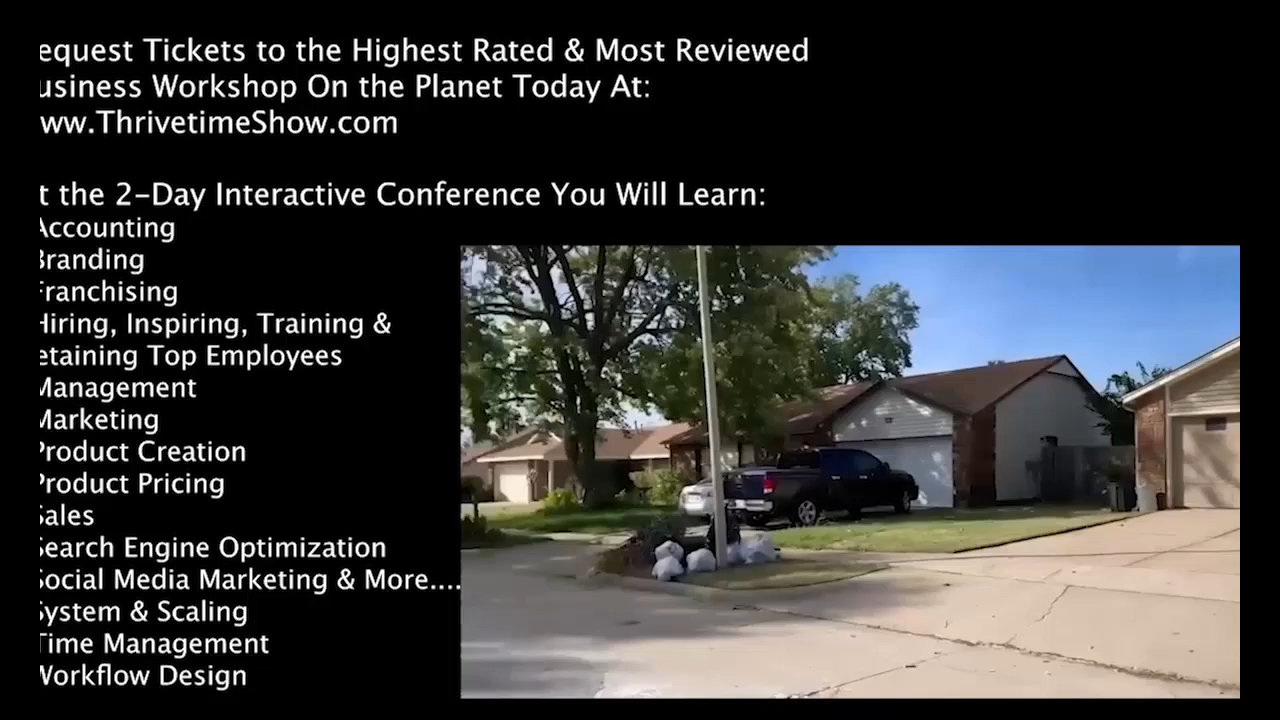 equest Tickets to the Highest Rated & Most Reviewed
usiness Workshop On the Planet Today At:
ww.ThrivetimeShow.com
t the 2-Day Interactive Conference You Will Learn:
Accounting
Branding
Franchising
Hiring, Inspiring, Training &
etaining Top Employees
Management
Marketing
Product Creation
Product Pricing
Sales
Search Engine Optimization
Social Media Marketing & More....
System & Scaling
Time Management
Workflow Design